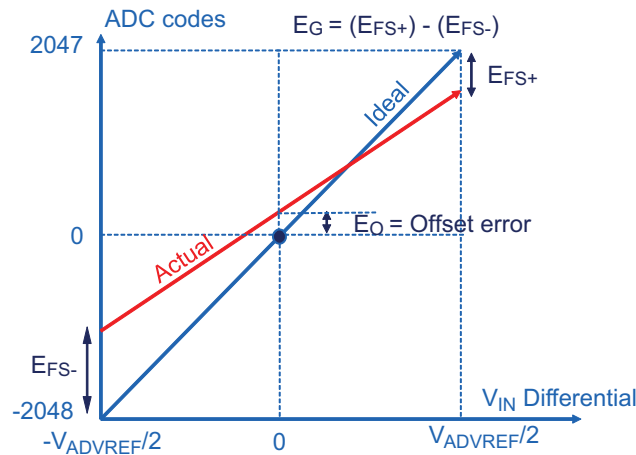 ADC codes
2047
EG = (EFS+) - (EFS-)
EFS+
Ideal
0
EO = Offset error
Actual
EFS-
-2048
VIN Differential
-VADVREF/2
0
VADVREF/2